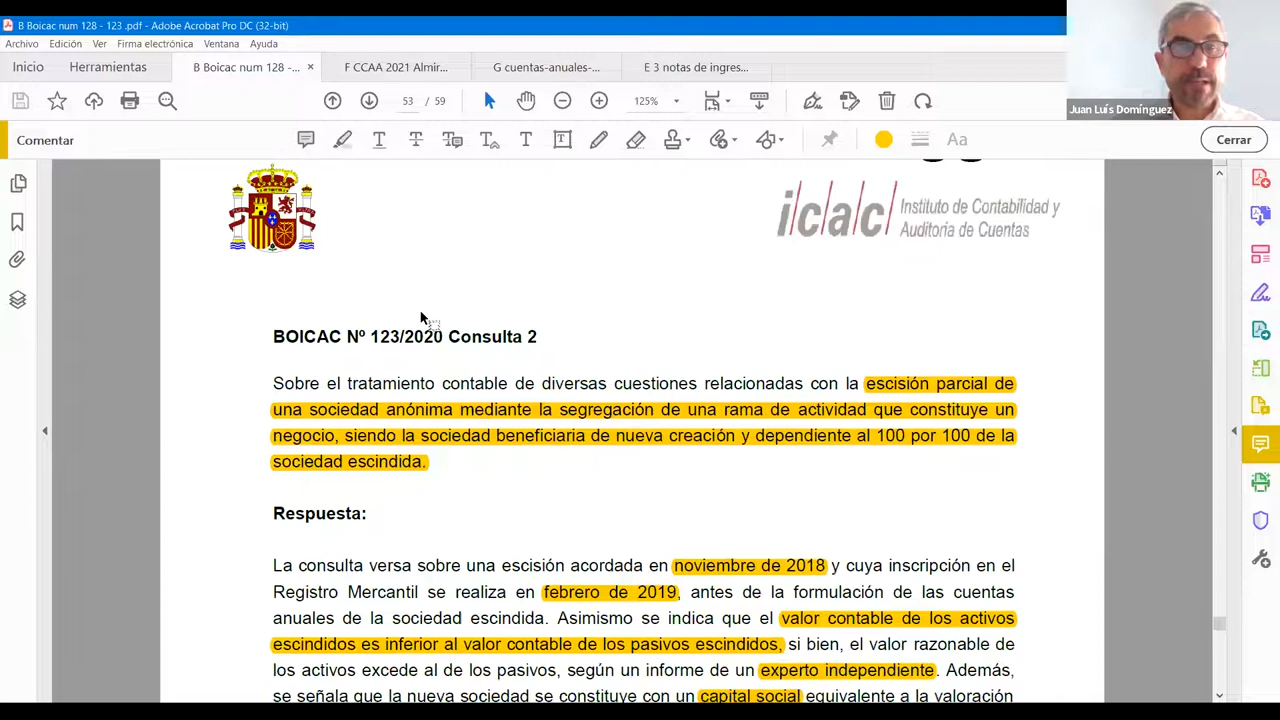 B Boicac num 128 - 123 .pdf - Adobe Acrobat Pro DC (32-bit)
Archivo Edición Ver Firma electrónica Ventana Ayuda
Inicio Herramientas B Boicac num 128 -... × F CCAA 2021 Almir... G cuentas-anuales-... E 3 notas de ingres...
53 / 59 125%
Juan Luís Domínguez
Comentar Aa Cerrar
icac Instituto de Contabilidad y
Auditoria de Cuentas
BOICAC Nº 123/2020 Consulta 2
Sobre el tratamiento contable de diversas cuestiones relacionadas con la escisión parcial de
una sociedad anónima mediante la segregación de una rama de actividad que constituye un
negocio, siendo la sociedad beneficiaria de nueva creación y dependiente al 100 por 100 de la
sociedad escindida.
Respuesta:
La consulta versa sobre una escisión acordada en noviembre de 2018 y cuya inscripción en el
Registro Mercantil se realiza en febrero de 2019, antes de la formulación de las cuentas
anuales de la sociedad escindida. Asimismo se indica que el valor contable de los activos
escindidos es inferior al valor contable de los pasivos escindidos, si bien, el valor razonable de
los activos excede al de los pasivos, según un informe de un experto independiente. Además,
se señala que la nueva sociedad se constituye con un capital social equivalente a la valoración